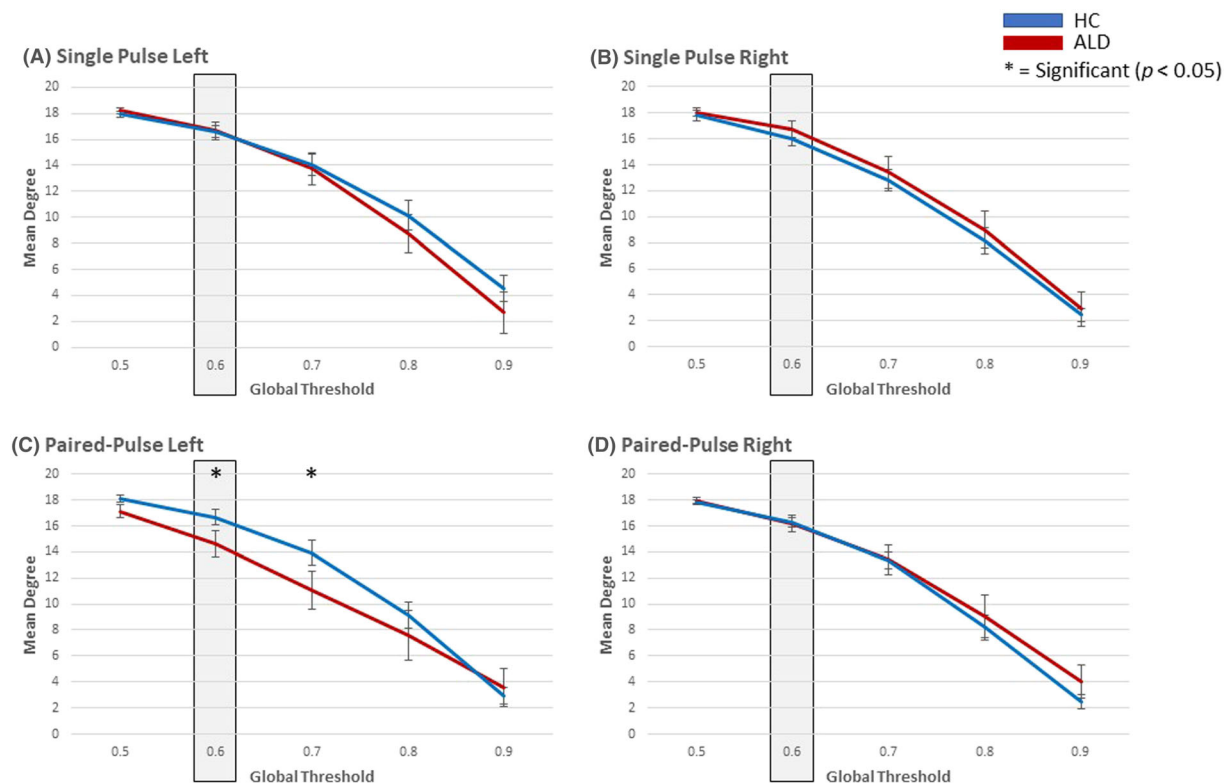 HC
ALD
* = Significant (p < 0.05)
(A) Single Pulse Left
20
18
16
14
12
10
8
6
4
2
0
Mean Degree
0.5 0.6 0.7 0.8 0.9
Global Threshold
(B) Single Pulse Right
20
18
16
14
12
10
8
6
4
2
0
Mean Degree
0.5 0.6 0.7 0.8 0.9
Global Threshold
(C) Paired-Pulse Left
* *
20
18
16
14
12
10
8
6
4
2
0
Mean Degree
0.5 0.6 0.7 0.8 0.9
Global Threshold
(D) Paired-Pulse Right
20
18
16
14
12
10
8
6
4
2
0
Mean Degree
0.5 0.6 0.7 0.8 0.9
Global Threshold